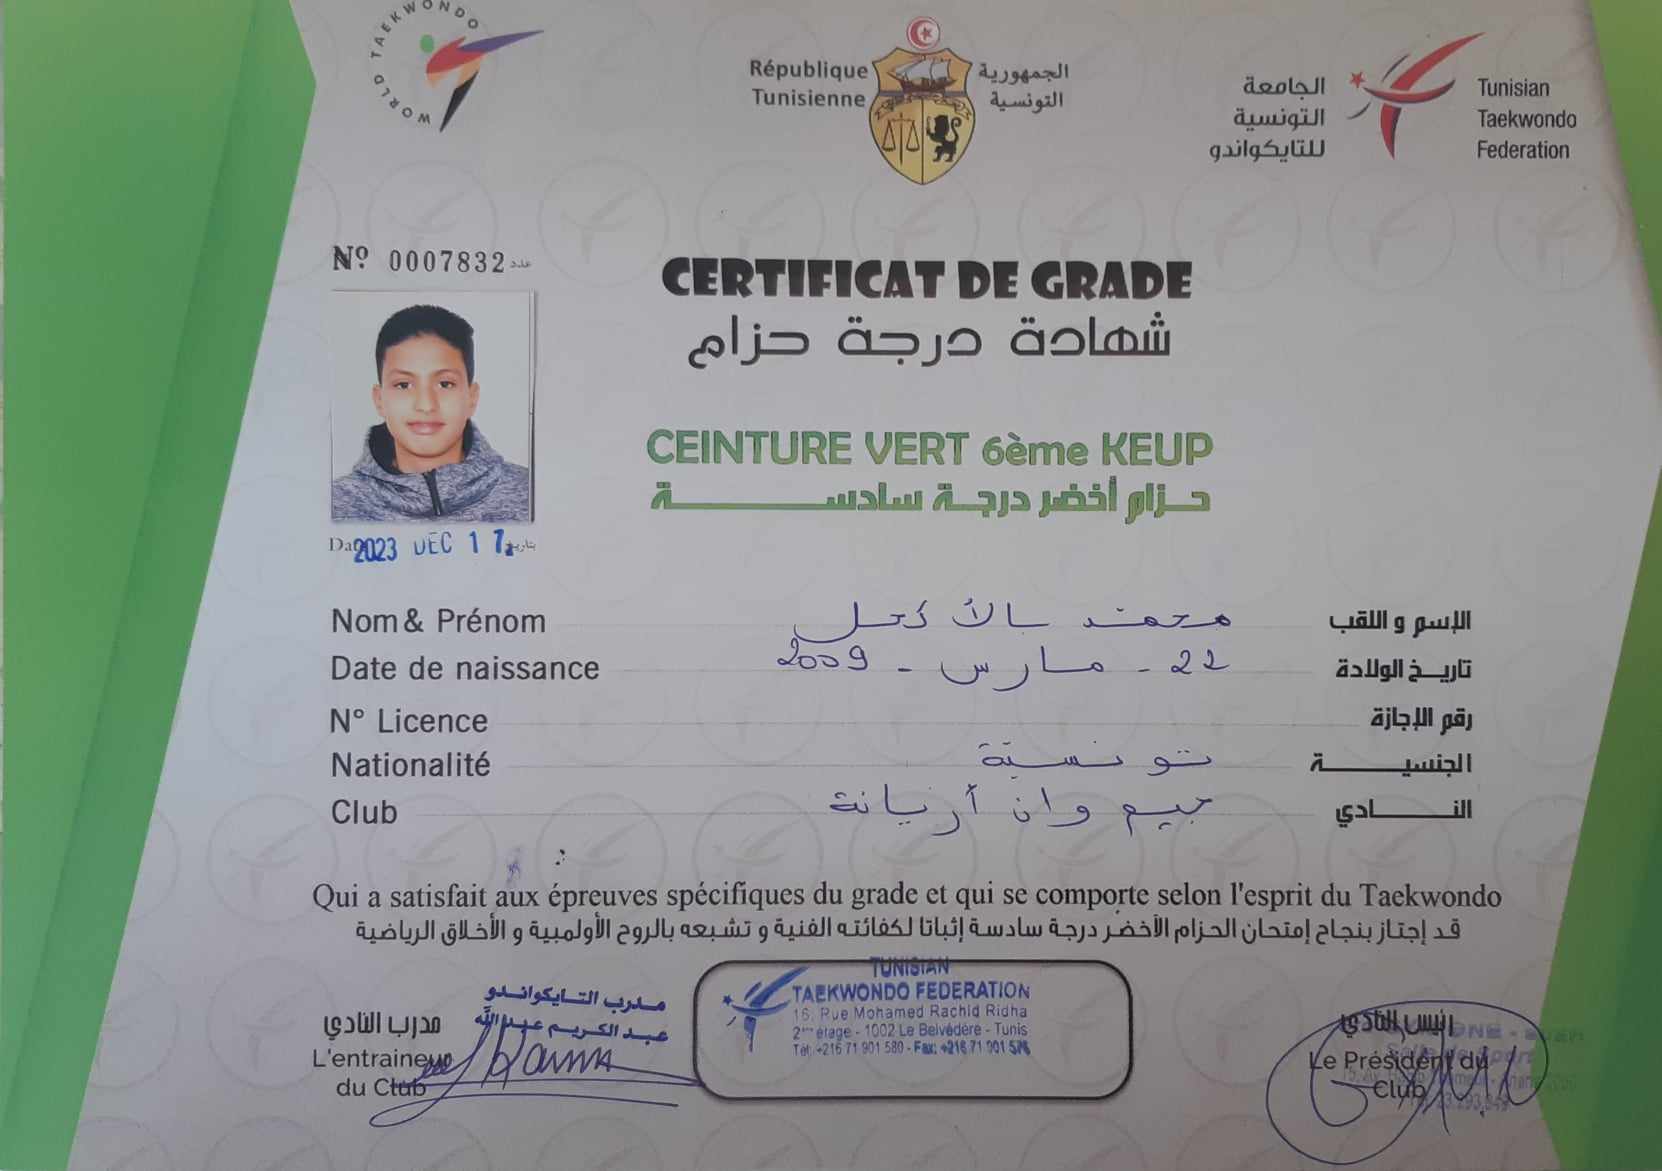 WORLD TAEKWONDO
République
Tunisienne
الجمهورية
التونسية
الجامعة
التونسية
للتايكواندو
Tunisian
Taekwondo
Federation
Nº 0007832 عدد
CERTIFICAT DE GRADE
شهادة درجة حزام
CEINTURE VERT 6ème KEUP
حزام أخضر درجة سادسة
2023 DEC 17 بتاريخ
Nom & Prénom محمد بالأكحل الإسم و اللقب
Date de naissance 22 - مارس - 2009 تاريخ الولادة
N° Licence رقم الإجازة
Nationalité تونسية الجنسية
Club جيم وان أريانة النادي
Qui a satisfait aux épreuves spécifiques du grade et qui se comporte selon l'esprit du Taekwondo
قد إجتاز بنجاح إمتحان الحزام الأخضر درجة سادسة إثباتا لكفائته الفنية و تشبعه بالروح الأولمبية و الأخلاق الرياضية
مدرب النادي
L'entraineur
du Club
مدرب التايكواندو
عبد الكريم عبد الله
TUNISIAN
TAEKWONDO FEDERATION
16, Rue Mohamed Rachid Ridha
2ème étage - 1002 Le Belvédère - Tunis
Tél: +216 71 901 580 - Fax: +216 71 901 576
رئيس النادي
Le Président du
Club
Salle de Sport